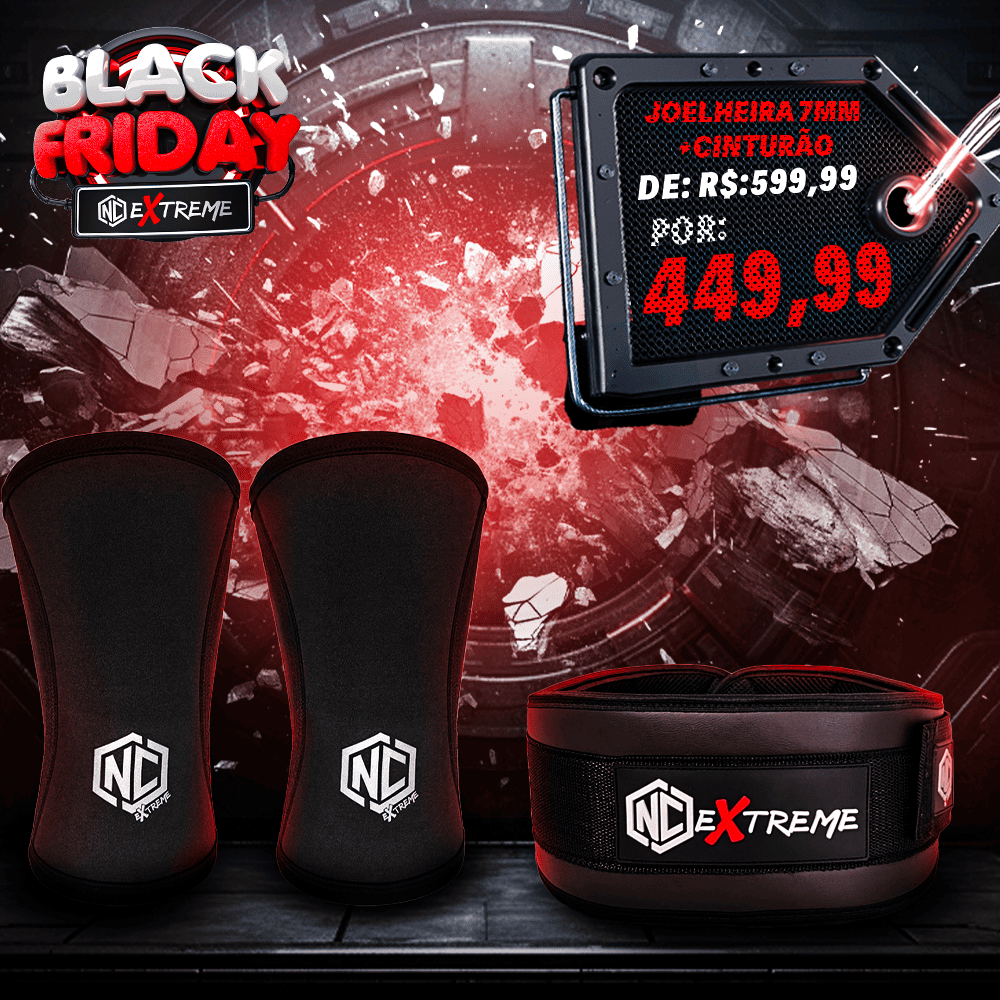 BLACK
FRIDAY
NC EXTREME
JOELHEIRA 7MM
+CINTURÃO
DE: R$:599,99
POR:
449,99
NC
EXTREME
NC
EXTREME
NC EXTREME
NC